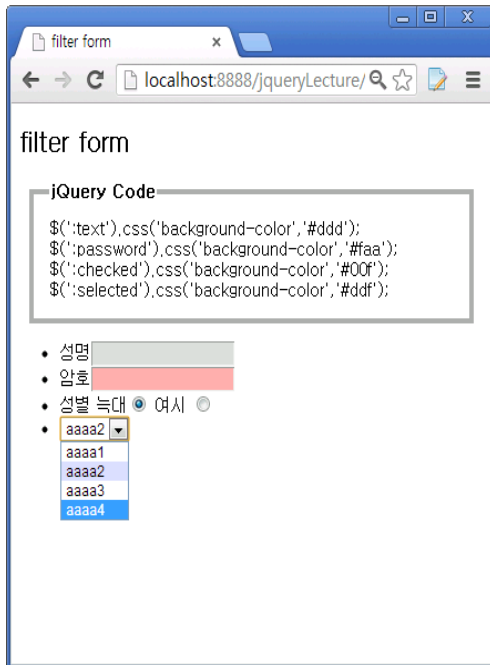 filter form
localhost:8888/jqueryLecture/
filter form
jQuery Code
$(':text').css('background-color','#ddd');
$(':password').css('background-color','#faa');
$(':checked').css('background-color','#00f');
$(':selected').css('background-color','#ddf');
성명
암호
성별 늑대 여시
aaaa2
aaaa1
aaaa2
aaaa3
aaaa4